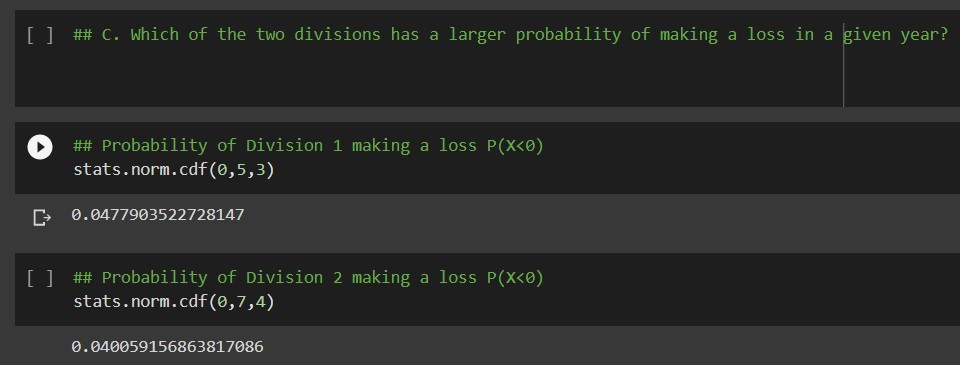 [ ] ## C. Which of the two divisions has a larger probability of making a loss in a given year?
## Probability of Division 1 making a loss P(X<0)
stats.norm.cdf(0,5,3)
0.0477903522728147
[ ] ## Probability of Division 2 making a loss P(X<0)
stats.norm.cdf(0,7,4)
0.040059156863817086